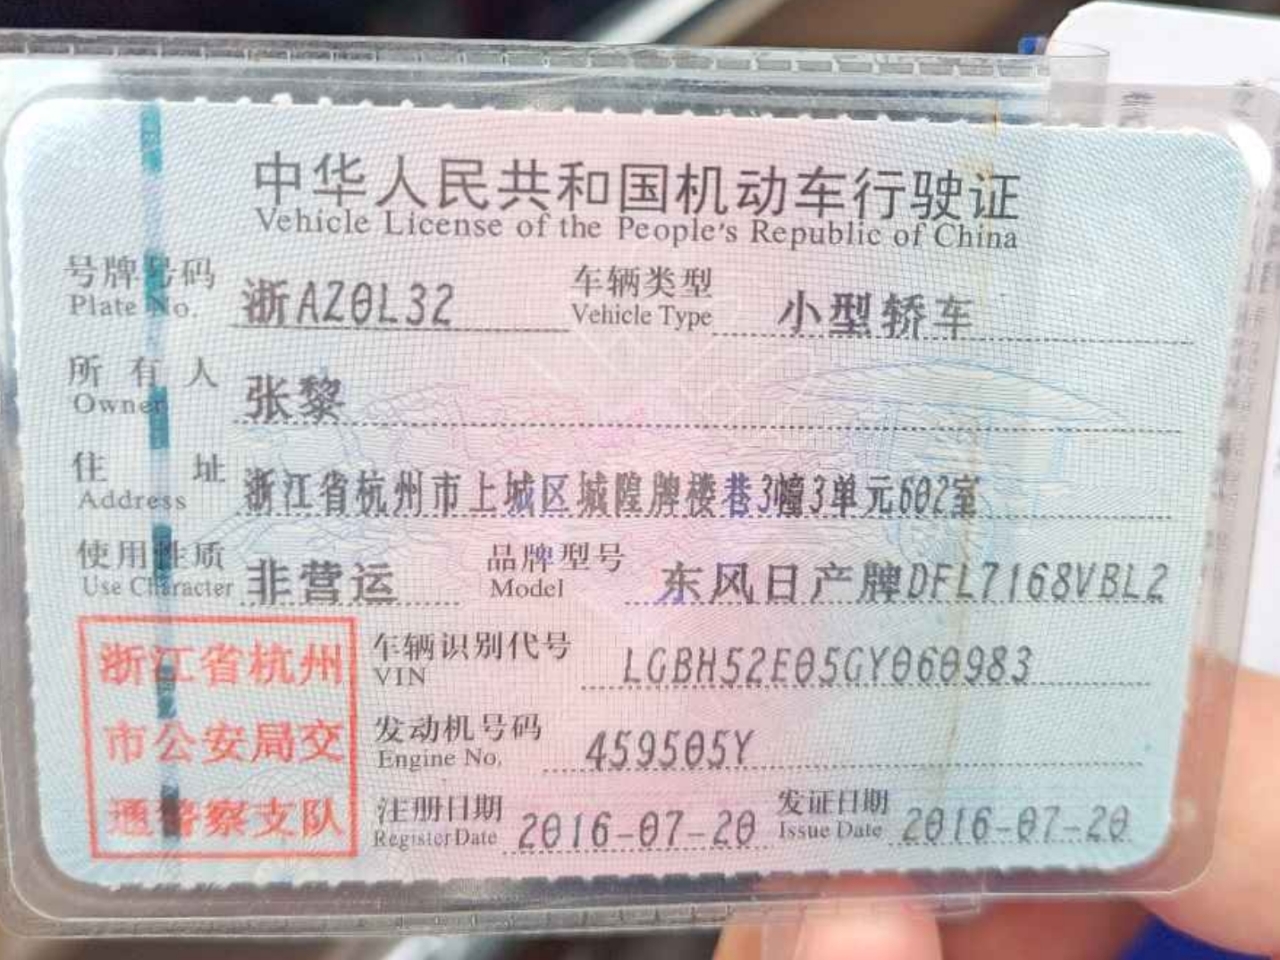 中华人民共和国机动车行驶证
Vehicle License of the People's Republic of China
号牌号码 浙AZ0L32 车辆类型 小型轿车
Plate No. Vehicle Type
所有人 张黎
Owner
住址 浙江省杭州市上城区城隍牌楼巷3幢3单元602室
Address
使用性质 非营运 品牌型号 东风日产牌DFL7168VBL2
Use Character Model
浙江省杭州
市公安局交
通警察支队
车辆识别代号 LGBH52E05GY060983
VIN
发动机号码 459505Y
Engine No.
注册日期 2016-07-20 发证日期 2016-07-20
Register Date Issue Date